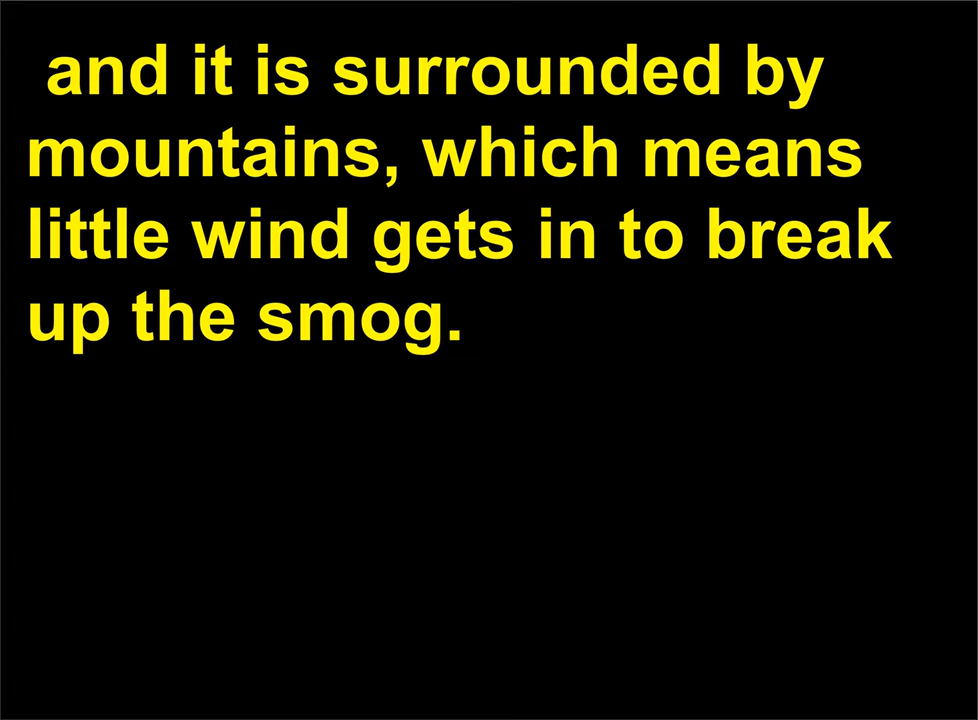 and it is surrounded by
mountains, which means
little wind gets in to break
up the smog.